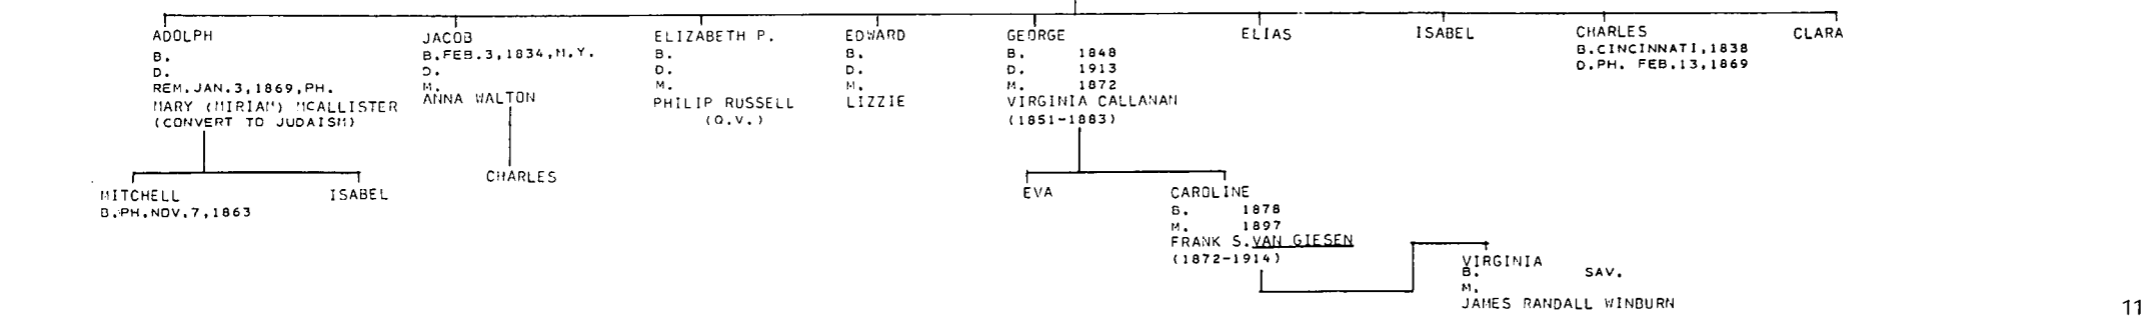 ADOLPH
B.
D.
REM.JAN.3,1869,PH.
MARY (MIRIAM) MCALLISTER
(CONVERT TO JUDAISM)
JACOB
B.FEB.3,1834,N.Y.
D.
M.
ANNA WALTON
ELIZABETH P.
B.
D.
M.
PHILIP RUSSELL
(Q.V.)
EDWARD
B.
D.
M.
LIZZIE
GEORGE
B. 1848
D. 1913
M. 1872
VIRGINIA CALLANAN
(1851-1883)
ELIAS
ISABEL
CHARLES
B.CINCINNATI,1838
D.PH. FEB.13,1869
CLARA
MITCHELL
B.PH.NOV.7,1863
ISABEL
CHARLES
EVA
CAROLINE
B. 1878
M. 1897
FRANK S.VAN GIESEN
(1872-1914)
VIRGINIA
B. SAV.
M.
JAMES RANDALL WINBURN
11